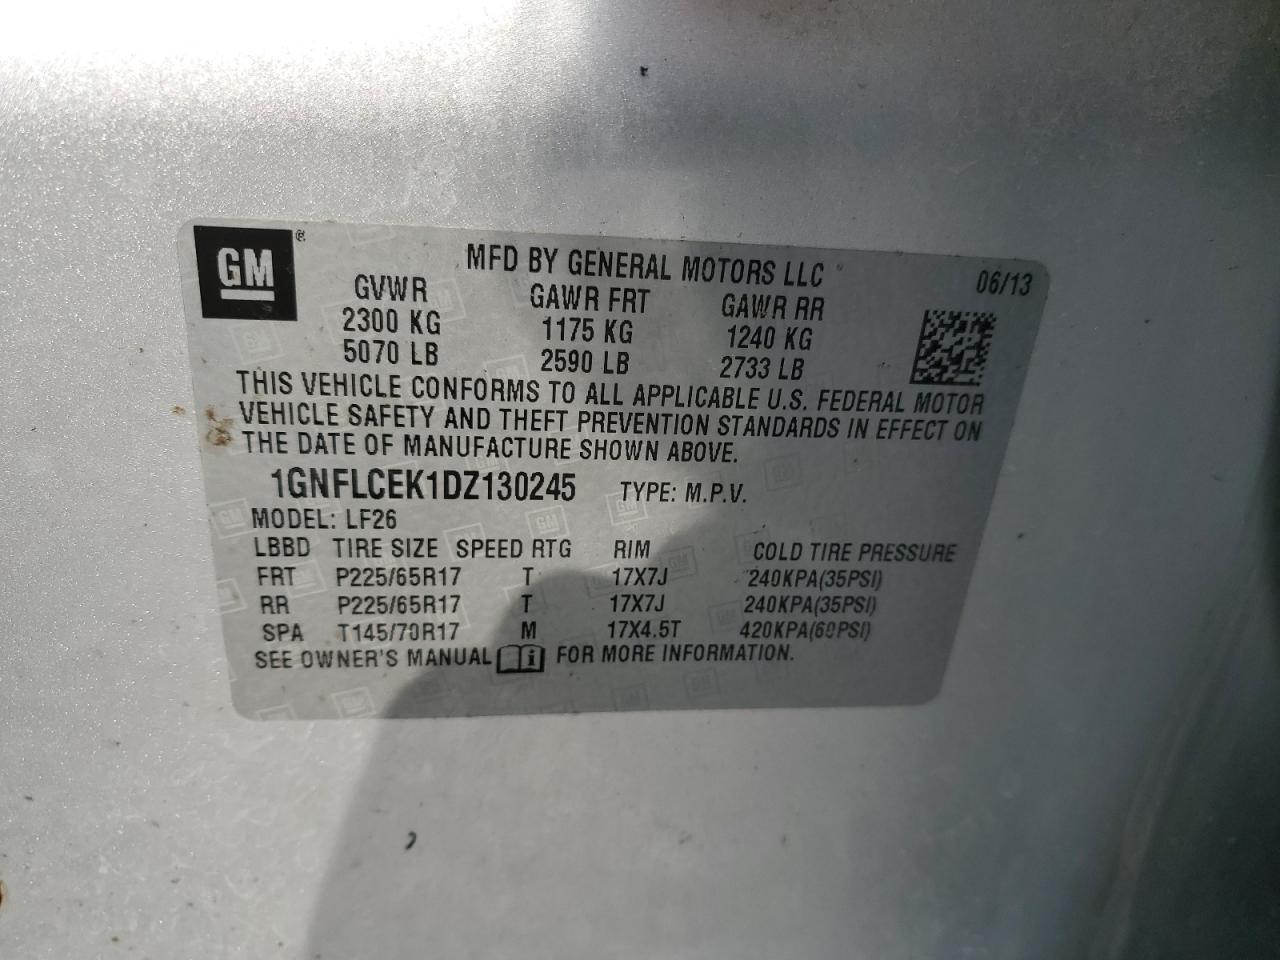 GM ®
MFD BY GENERAL MOTORS LLC 06/13
GVWR GAWR FRT GAWR RR
2300 KG 1175 KG 1240 KG
5070 LB 2590 LB 2733 LB
THIS VEHICLE CONFORMS TO ALL APPLICABLE U.S. FEDERAL MOTOR
VEHICLE SAFETY AND THEFT PREVENTION STANDARDS IN EFFECT ON
THE DATE OF MANUFACTURE SHOWN ABOVE.
1GNFLCEK1DZ130245 TYPE: M.P.V.
MODEL: LF26
LBBD TIRE SIZE SPEED RTG RIM COLD TIRE PRESSURE
FRT P225/65R17 T 17X7J 240KPA(35PSI)
RR P225/65R17 T 17X7J 240KPA(35PSI)
SPA T145/70R17 M 17X4.5T 420KPA(60PSI)
SEE OWNER'S MANUAL i FOR MORE INFORMATION.